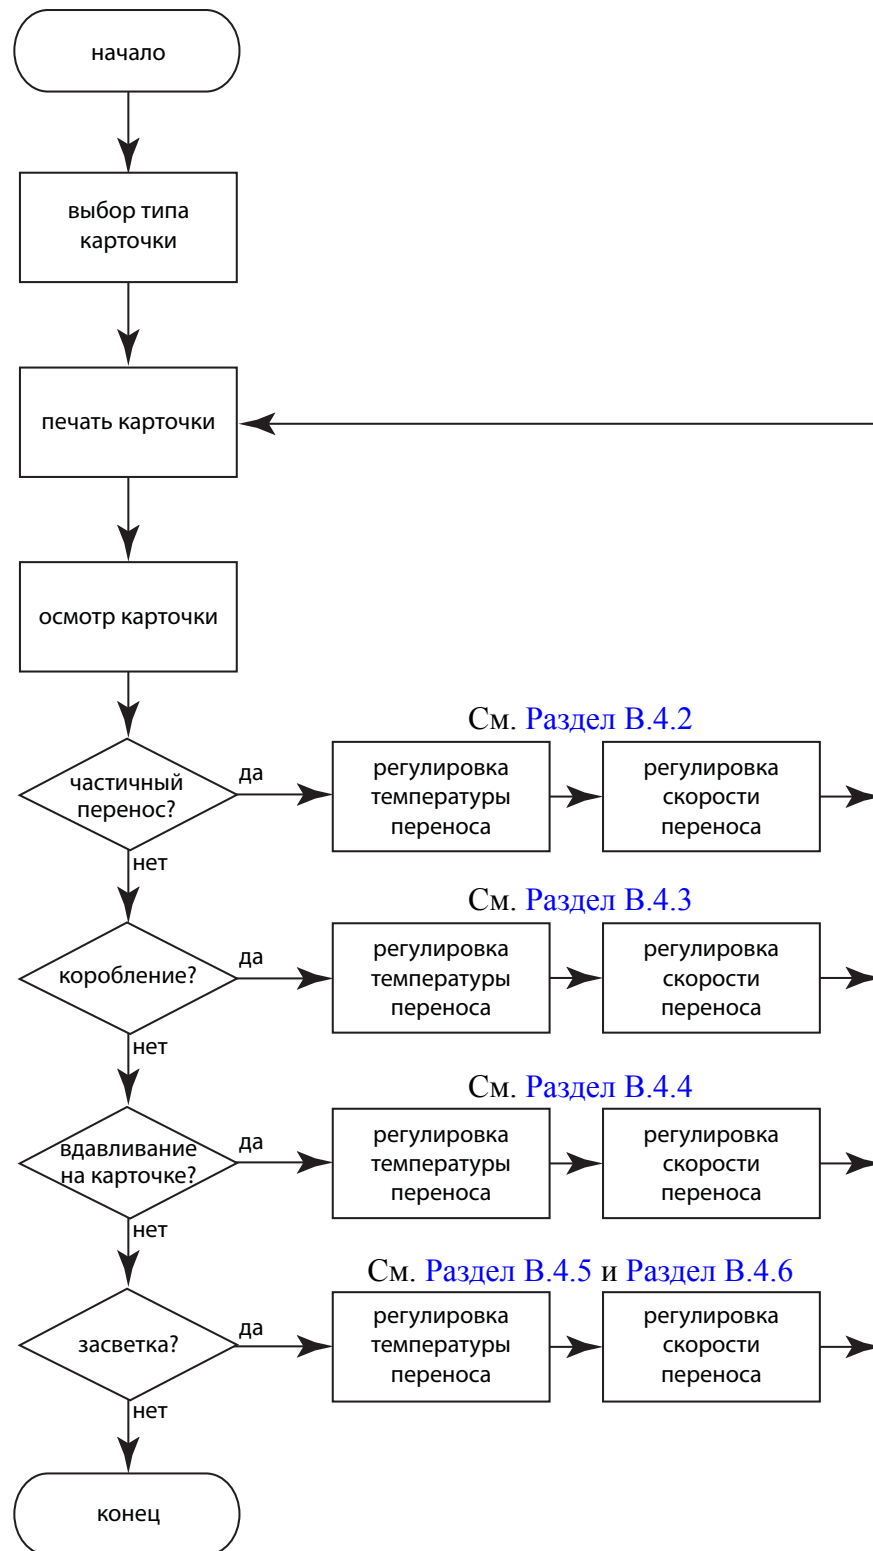 начало
выбор типа
карточки
печать карточки
осмотр карточки
См. Раздел B.4.2
частичный
перенос?
да
регулировка
температуры
переноса
регулировка
скорости
переноса
нет
См. Раздел B.4.3
коробление?
да
регулировка
температуры
переноса
регулировка
скорости
переноса
нет
См. Раздел B.4.4
вдавливание
на карточке?
да
регулировка
температуры
переноса
регулировка
скорости
переноса
нет
См. Раздел B.4.5 и Раздел B.4.6
засветка?
да
регулировка
температуры
переноса
регулировка
скорости
переноса
нет
конец